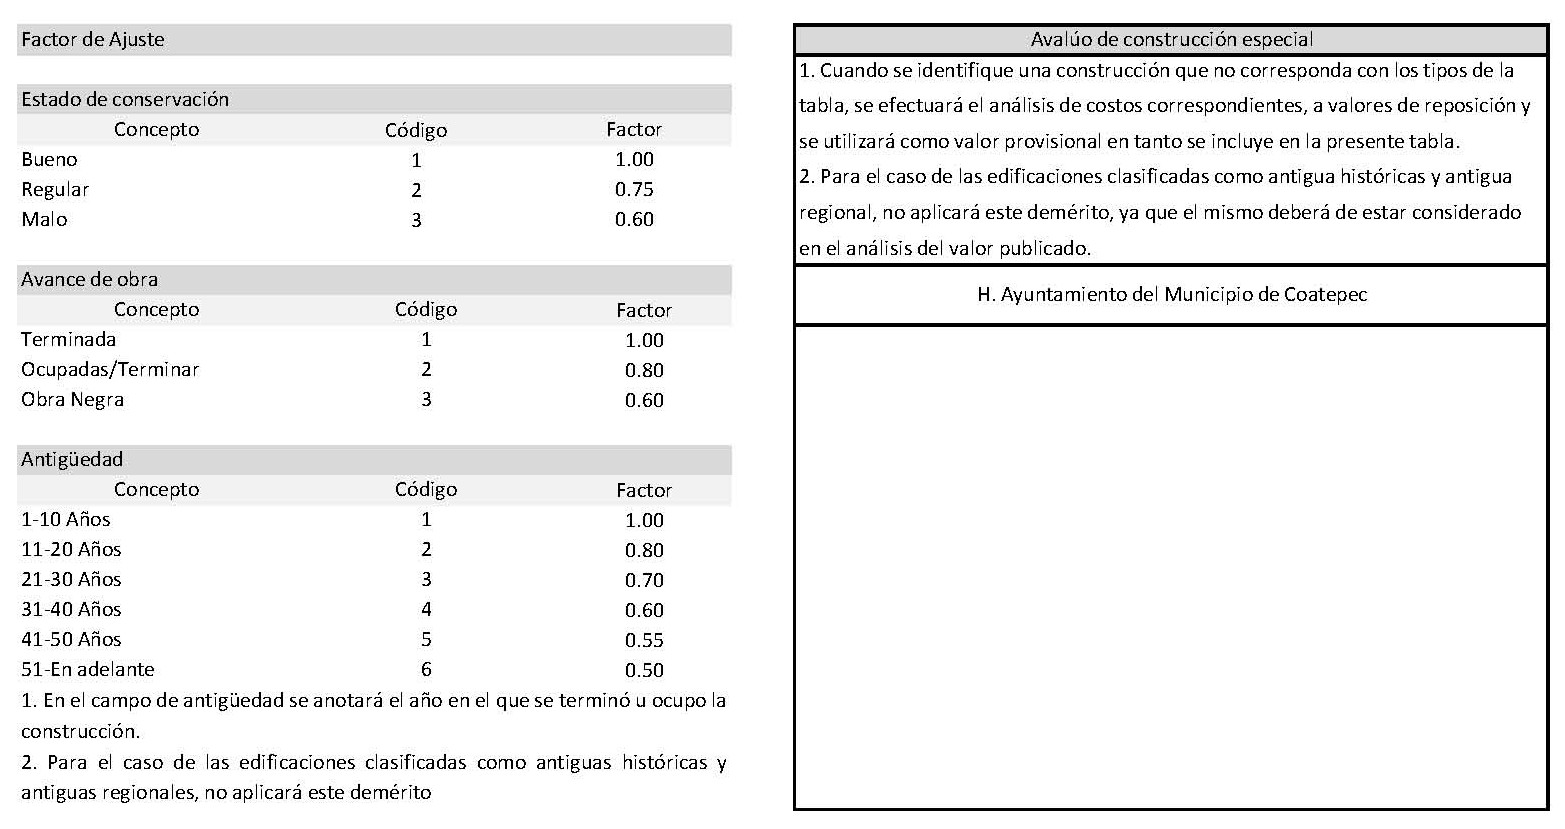 Factor de Ajuste
Estado de conservación
Concepto Código Factor
Bueno 1 1.00
Regular 2 0.75
Malo 3 0.60
Avance de obra
Concepto Código Factor
Terminada 1 1.00
Ocupadas/Terminar 2 0.80
Obra Negra 3 0.60
Antigüedad
Concepto Código Factor
1-10 Años 1 1.00
11-20 Años 2 0.80
21-30 Años 3 0.70
31-40 Años 4 0.60
41-50 Años 5 0.55
51-En adelante 6 0.50
1. En el campo de antigüedad se anotará el año en el que se terminó u ocupo la
construcción.
2. Para el caso de las edificaciones clasificadas como antiguas históricas y
antiguas regionales, no aplicará este demérito
Avalúo de construcción especial
1. Cuando se identifique una construcción que no corresponda con los tipos de la
tabla, se efectuará el análisis de costos correspondientes, a valores de reposición y
se utilizará como valor provisional en tanto se incluye en la presente tabla.
2. Para el caso de las edificaciones clasificadas como antigua históricas y antigua
regional, no aplicará este demérito, ya que el mismo deberá de estar considerado
en el análisis del valor publicado.
H. Ayuntamiento del Municipio de Coatepec